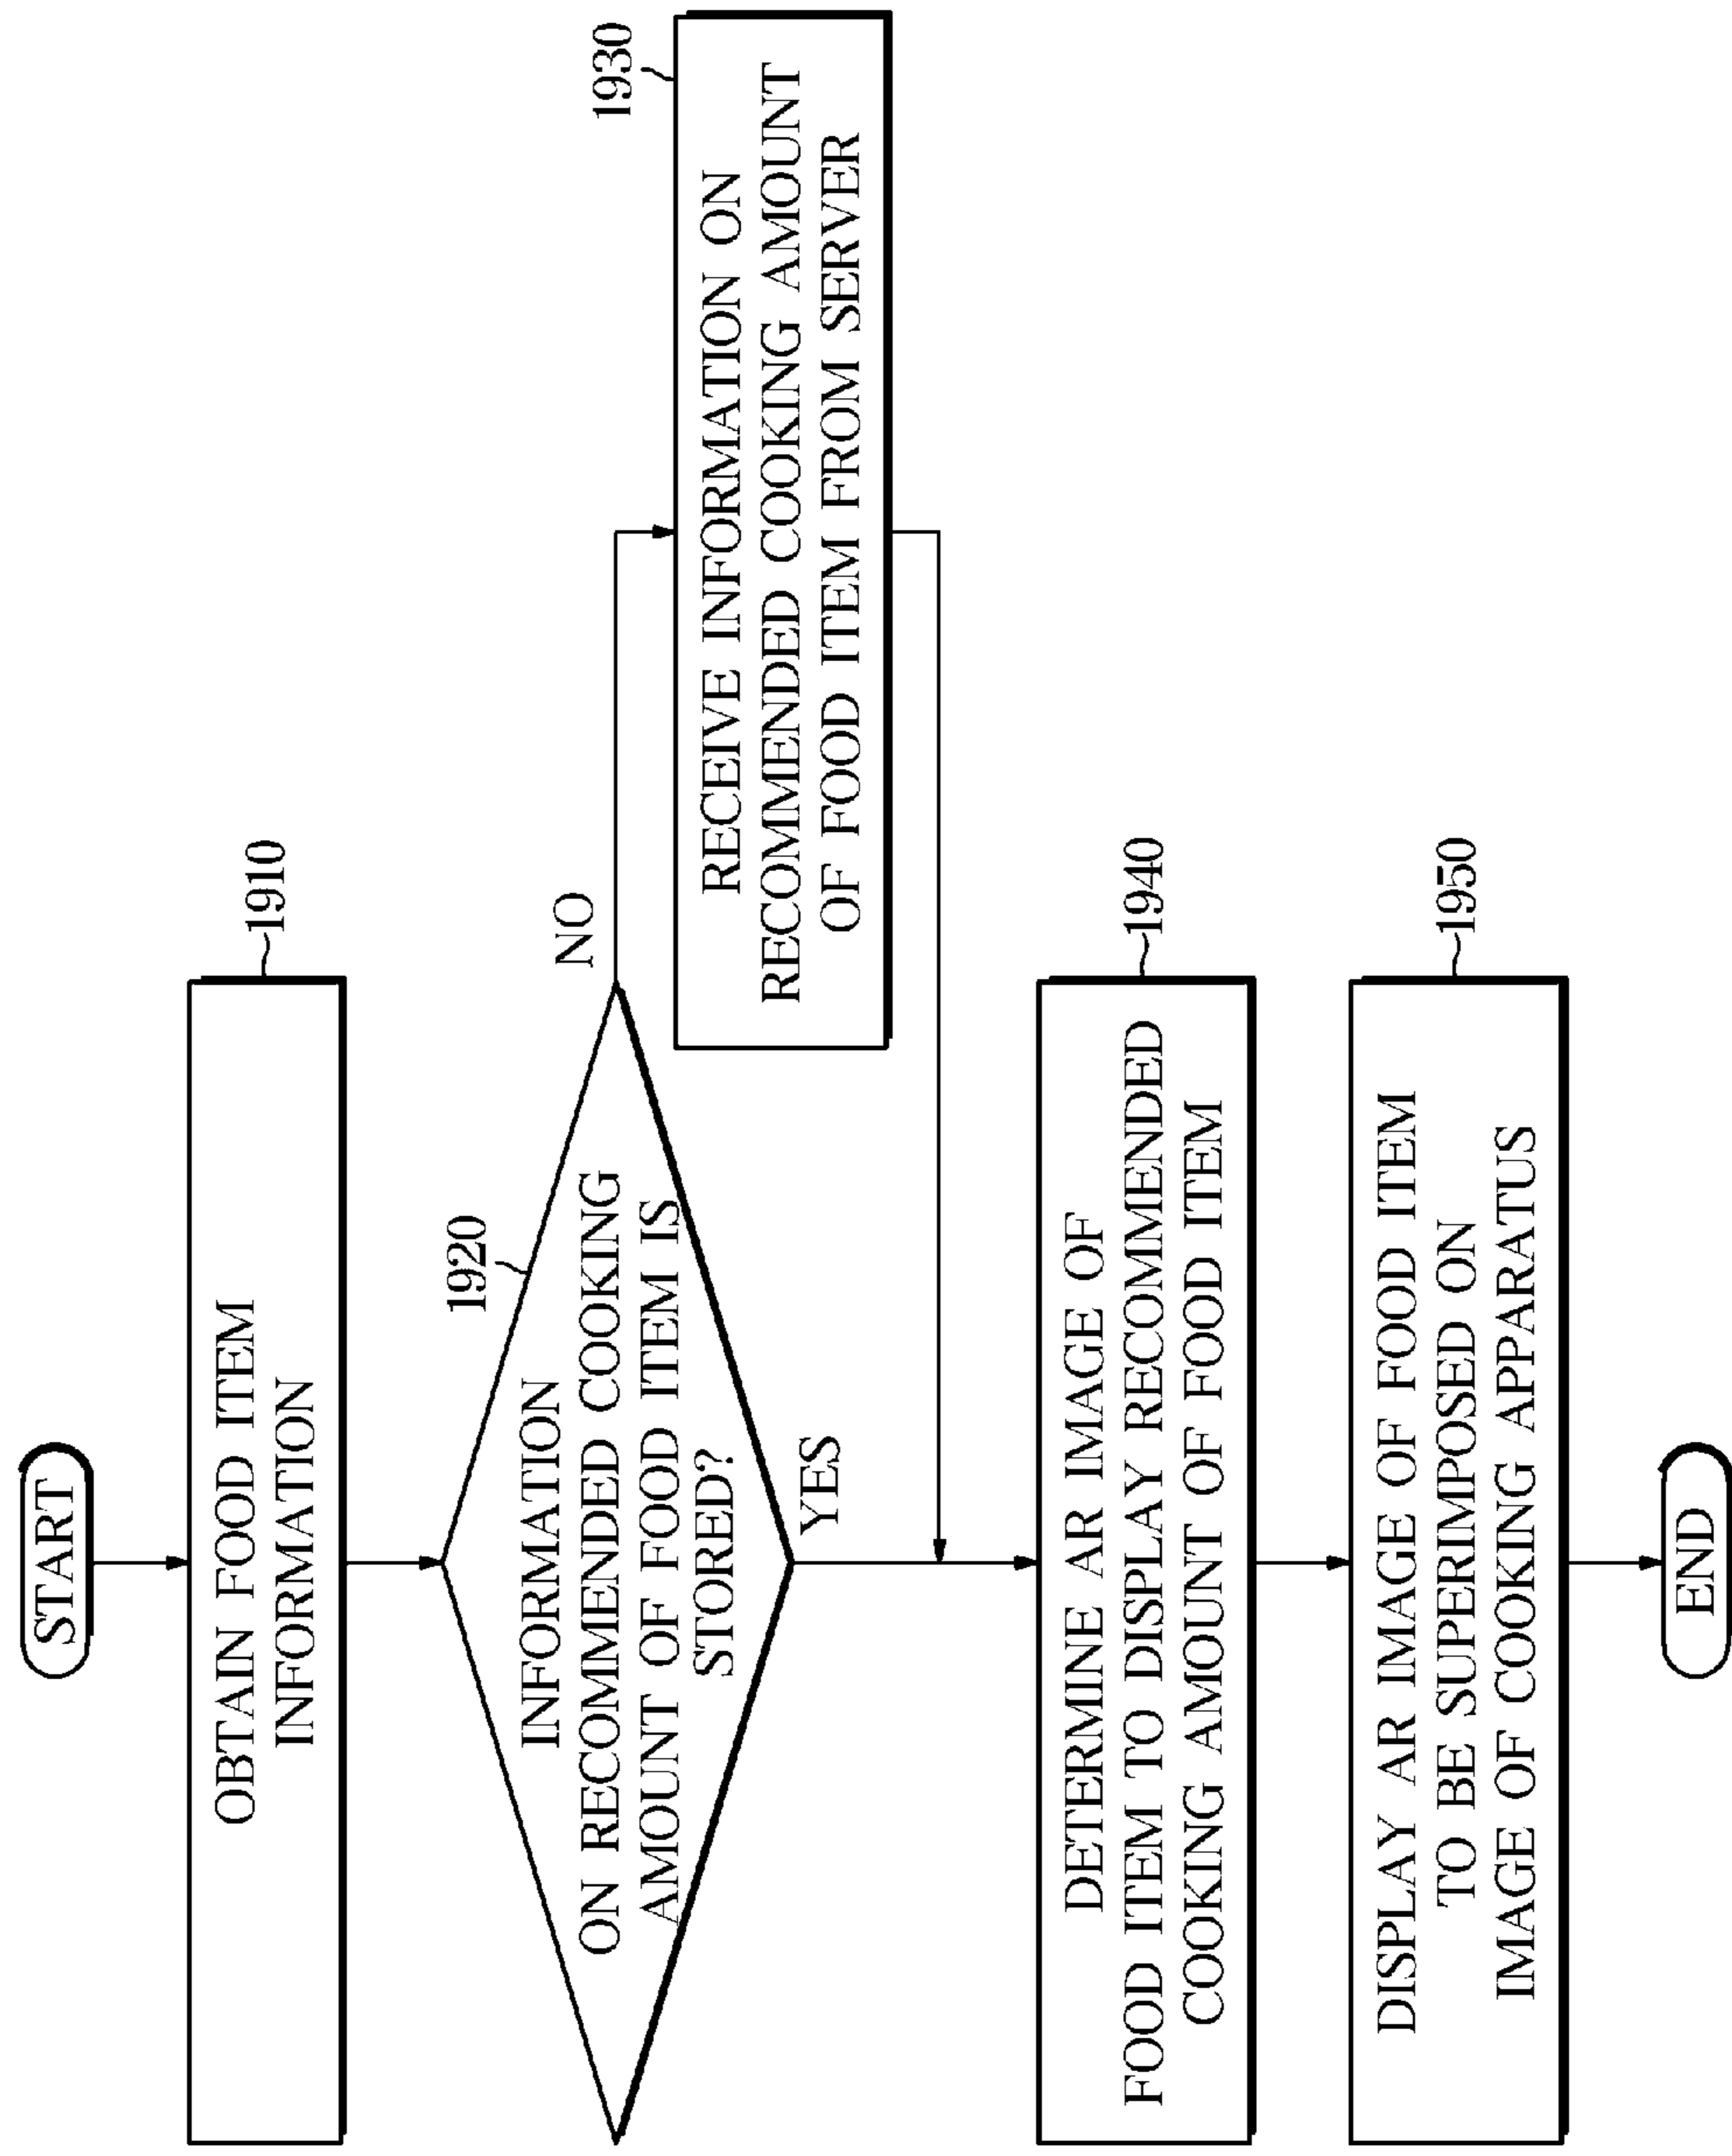 START
OBTAIN FOOD ITEM
INFORMATION
1910
1920
INFORMATION
ON RECOMMENDED COOKING
AMOUNT OF FOOD ITEM IS
STORED?
NO
1930
RECEIVE INFORMATION ON
RECOMMENDED COOKING AMOUNT
OF FOOD ITEM FROM SERVER
YES
DETERMINE AR IMAGE OF
FOOD ITEM TO DISPLAY RECOMMENDED
COOKING AMOUNT OF FOOD ITEM
1940
DISPLAY AR IMAGE OF FOOD ITEM
TO BE SUPERIMPOSED ON
IMAGE OF COOKING APPARATUS
1950
END